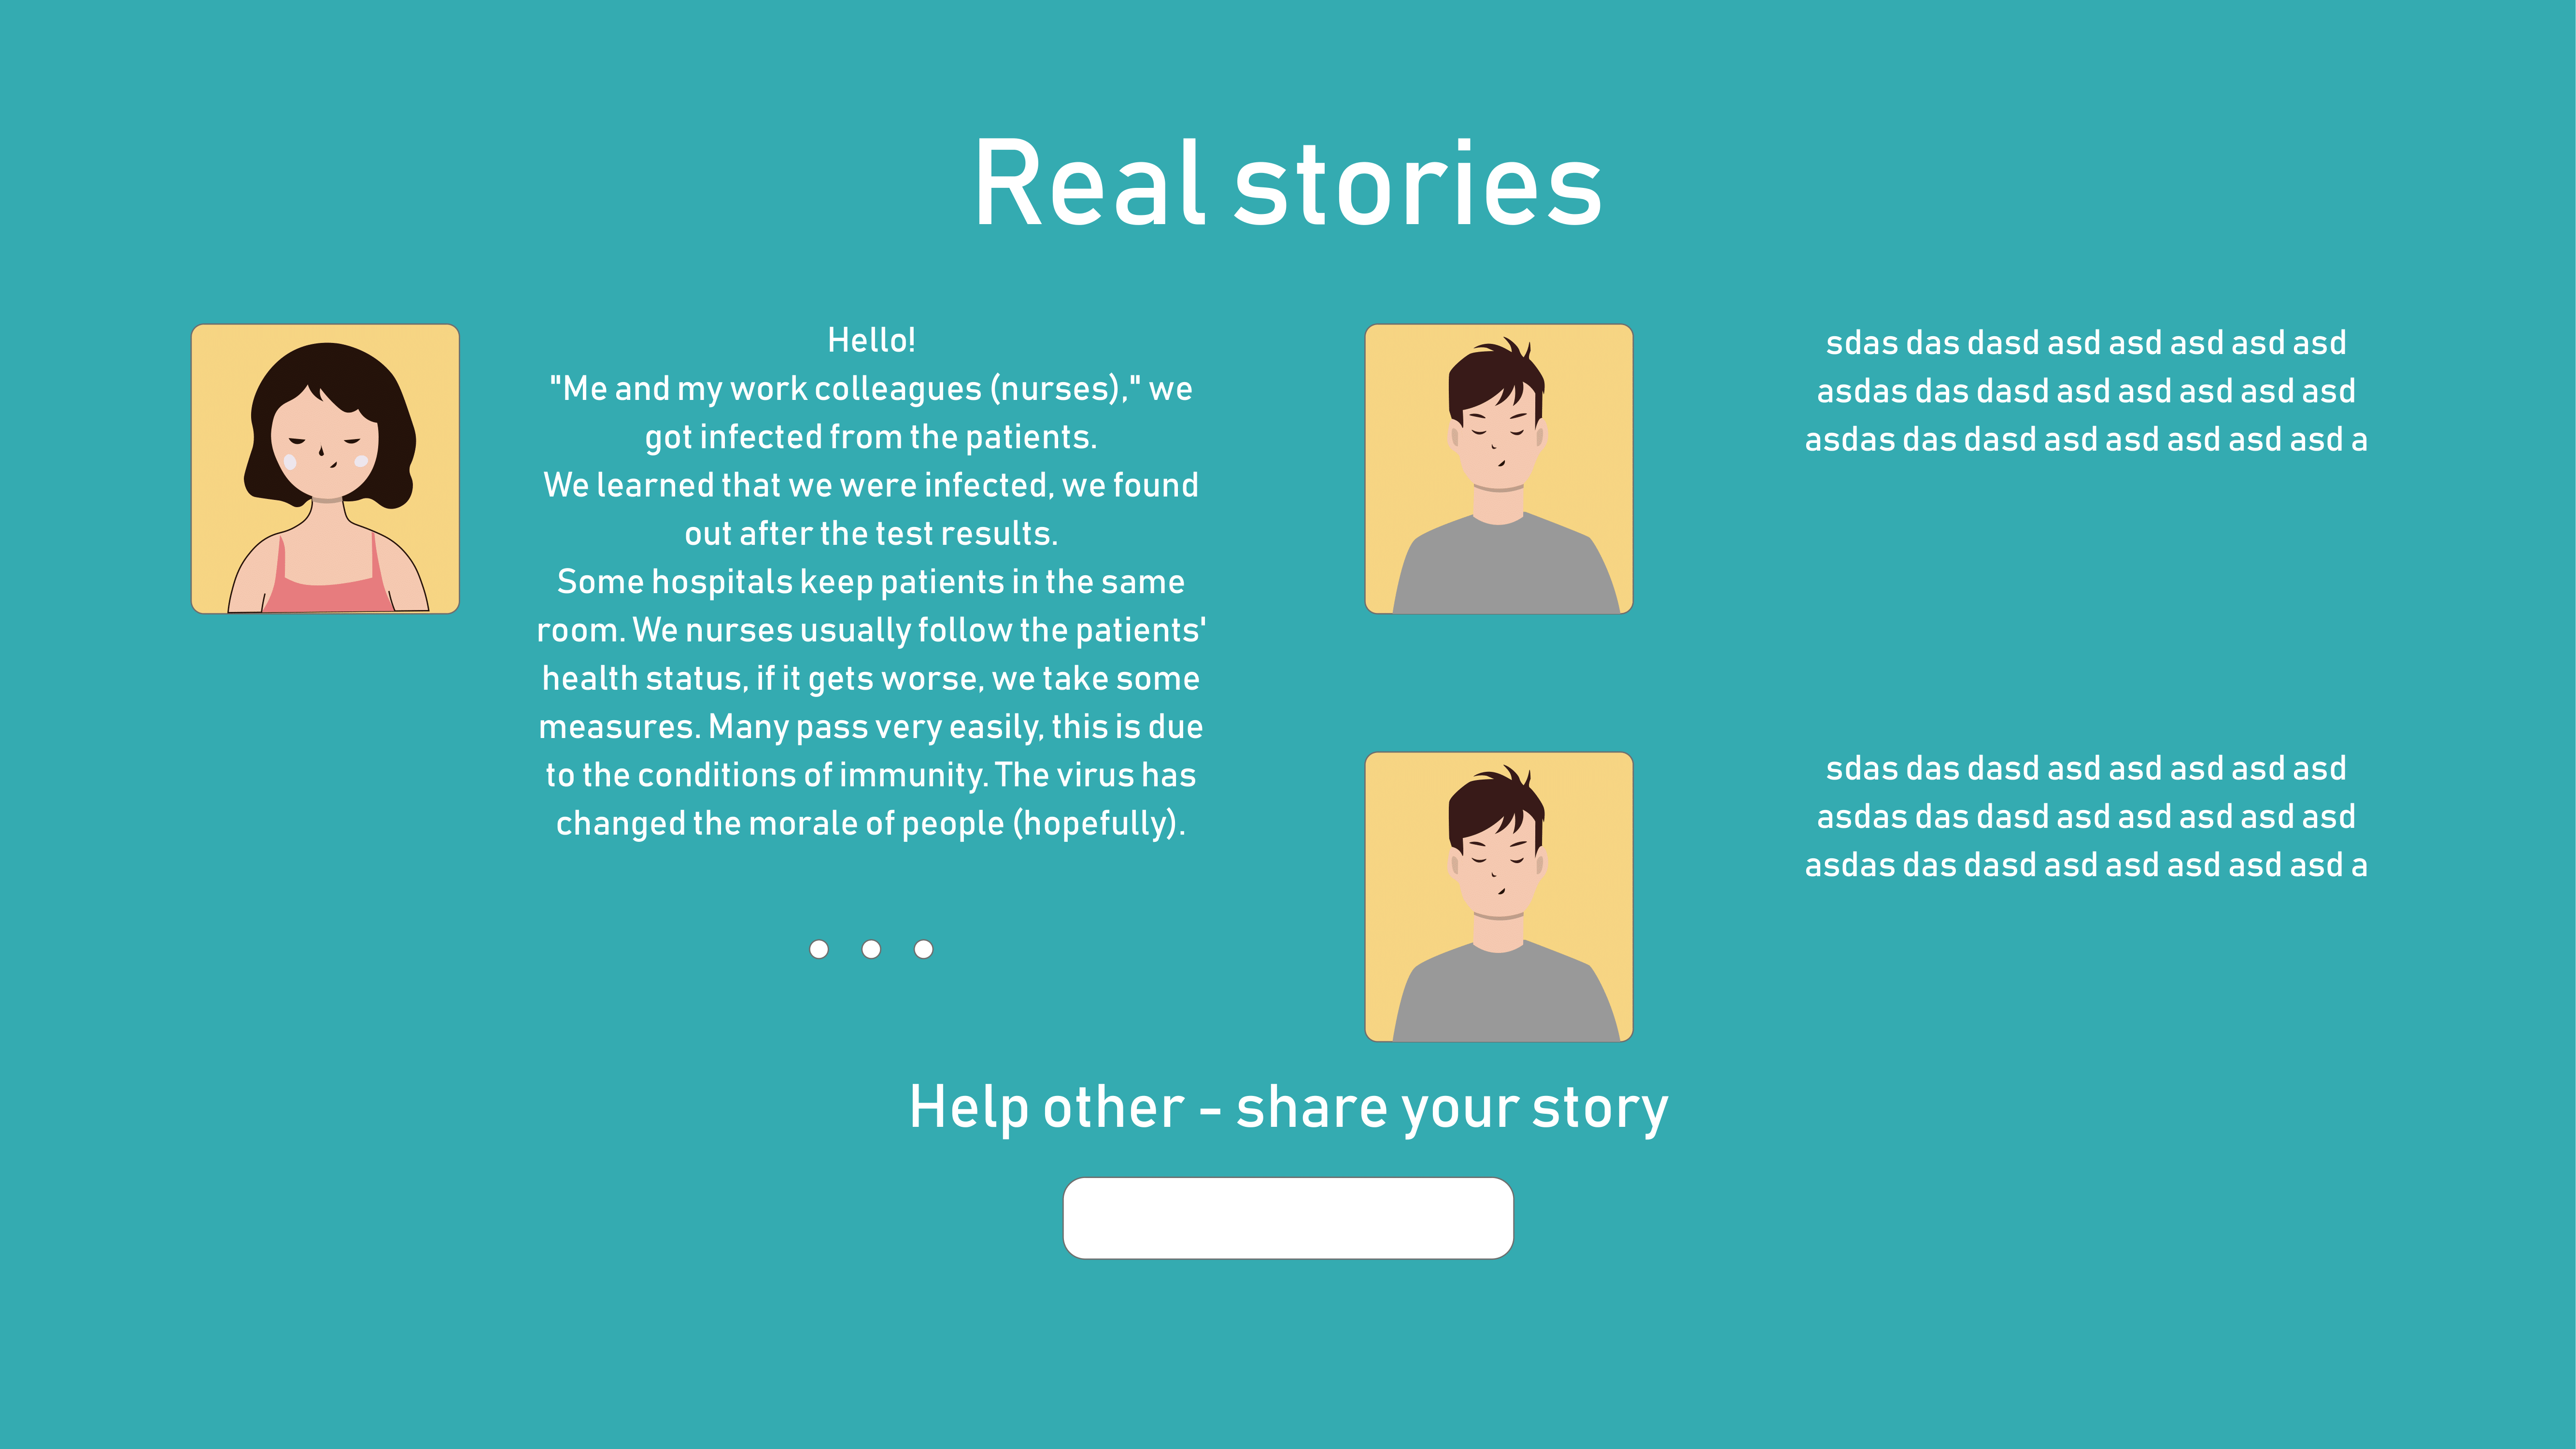 Real stories
Hello!
"Me and my work colleagues (nurses)," we
got infected from the patients.
We learned that we were infected, we found
out after the test results.
Some hospitals keep patients in the same
room. We nurses usually follow the patients'
health status, if it gets worse, we take some
measures. Many pass very easily, this is due
to the conditions of immunity. The virus has
changed the morale of people (hopefully).
sdas das dasd asd asd asd asd asd
asdas das dasd asd asd asd asd asd
asdas das dasd asd asd asd asd asd a
sdas das dasd asd asd asd asd asd
asdas das dasd asd asd asd asd asd
asdas das dasd asd asd asd asd asd a
Help other - share your story